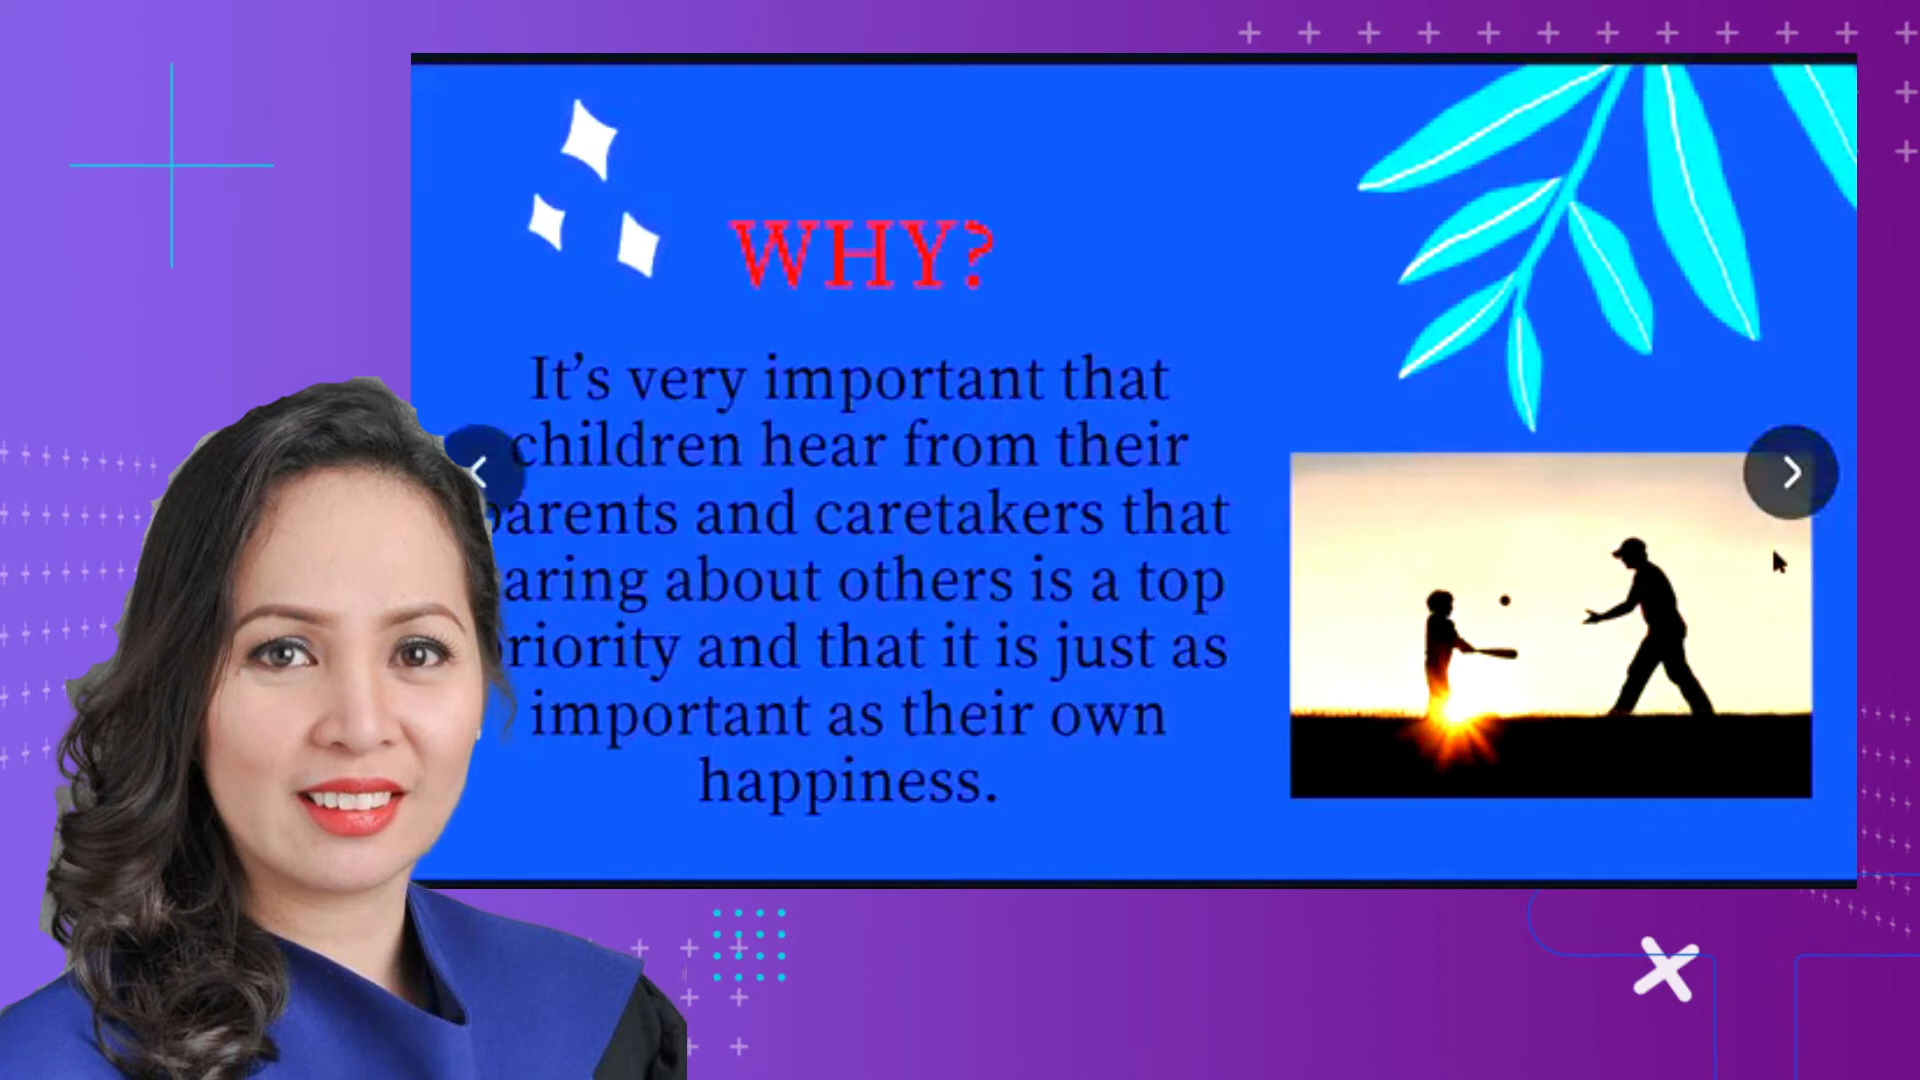 WHY?
It’s very important that
children hear from their
parents and caretakers that
aring about others is a top
riority and that it is just as
important as their own
happiness.